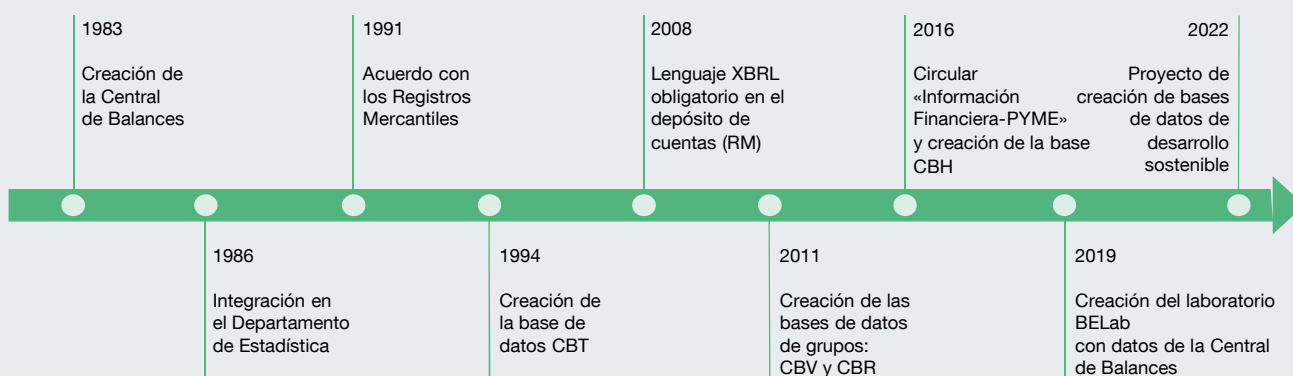 1983
Creación de
la Central
de Balances
1991
Acuerdo con
los Registros
Mercantiles
2008
Lenguaje XBRL
obligatorio en el
depósito de
cuentas (RM)
2016
Circular
«Información
Financiera-PYME»
y creación de la base
CBH
2022
Proyecto de
creación de bases
de datos de
desarrollo
sostenible
1986
Integración en
el Departamento
de Estadística
1994
Creación de
la base de
datos CBT
2011
Creación de las
bases de datos
de grupos:
CBV y CBR
2019
Creación del laboratorio
BELab
con datos de la Central
de Balances